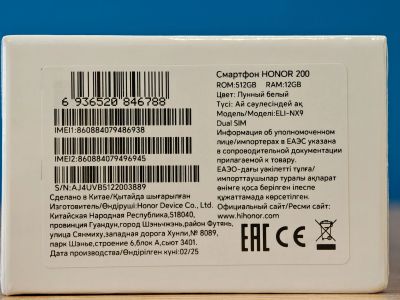 6 936520 846788
IMEI1:860884079486938
IMEI2:860884079496945
S/N:AJ4UVB5122003889
Смартфон HONOR 200
ROM:512GB RAM:12GB
Цвет: Лунный белый
Түсі: Ай сәулесіндей ақ
Модель/Моделі:ELI-NX9
Dual SIM
Информация об уполномоченном
лице/импортерах в ЕАЭС указана
в сопроводительной документации
прилагаемой к товару.
ЕАЭО-дағы уәкілетті тұлға/
импорттаушылар туралы ақпарат
өнімге қоса берілген ілеспе
құжаттамада көрсетілген.
Официальный сайт/Ресми сайт:
www.hihonor.com/
Сделано в Китае/Қытайда шығарылған
Изготовитель/Өндіруші:Honor Device Co., Ltd.
Китайская Народная Республика,518040,
провинция Гуандун,город Шэньчжэнь,район Футянь,
улица Сянмиху,западная дорога Хунли,№ 8089,
парк Шэнье,строение 6,блок А,сьют 3401.
Дата производства/Өндірілген күні:02/25
EAC CE